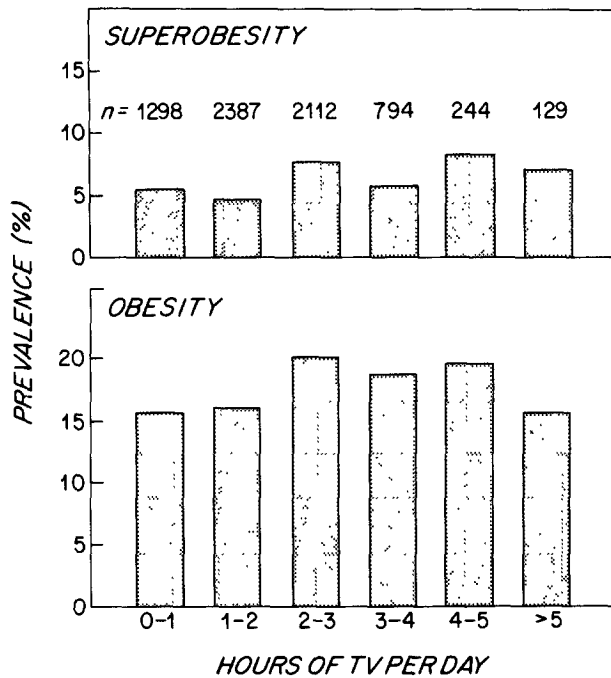 SUPEROBESITY
15
n= 1298 2387 2112 794 244 129
10
5
0
PREVALENCE (%)
OBESITY
20
15
10
5
0
0-1 1-2 2-3 3-4 4-5 >5
HOURS OF TV PER DAY